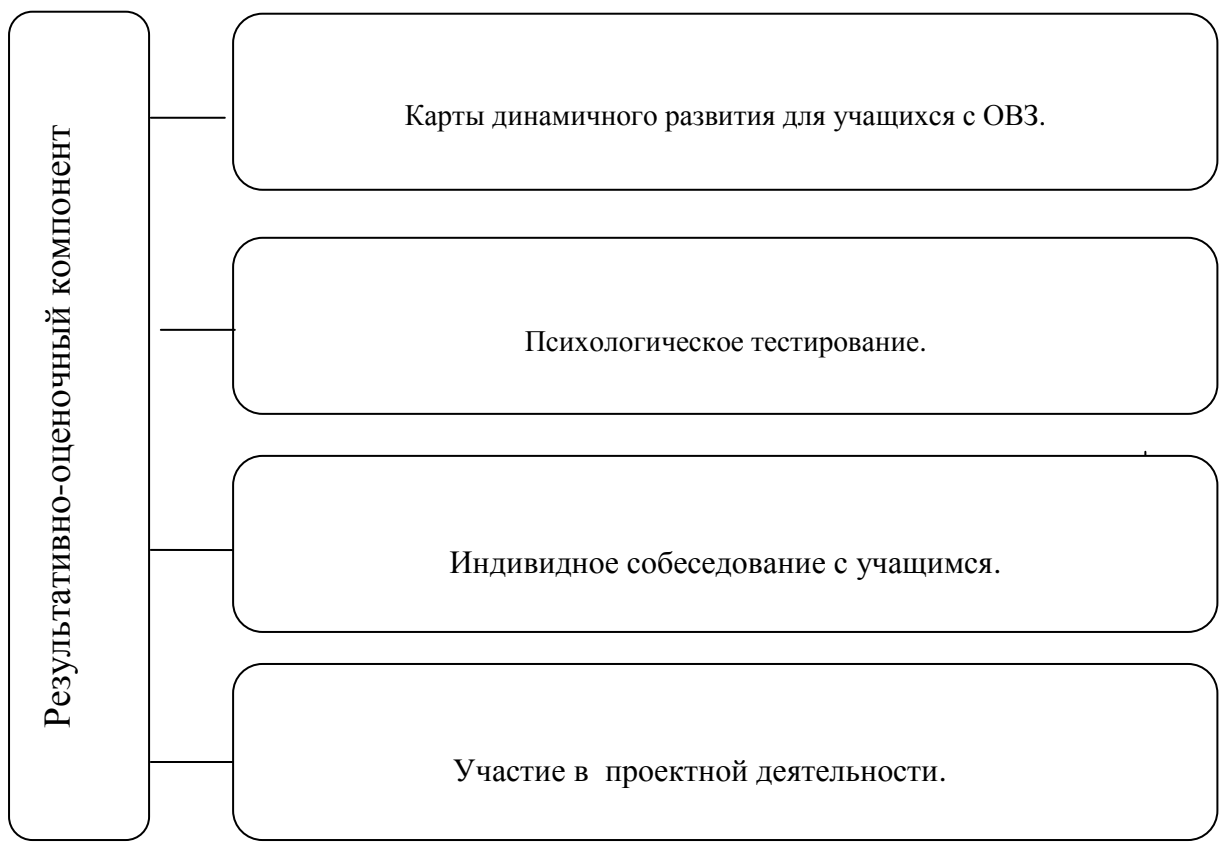 Результативно-оценочный компонент
Карты динамичного развития для учащихся с ОВЗ.
Психологическое тестирование.
Индивидное собеседование с учащимся.
Участие в проектной деятельности.